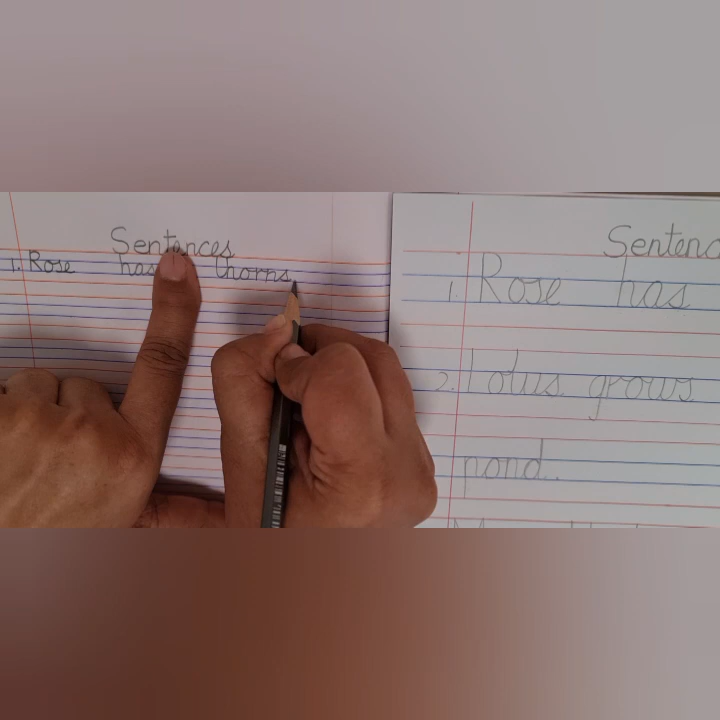 Sentences
1. Rose has thorns.
Sentenc
1. Rose has
2. Lotus grows
pond.